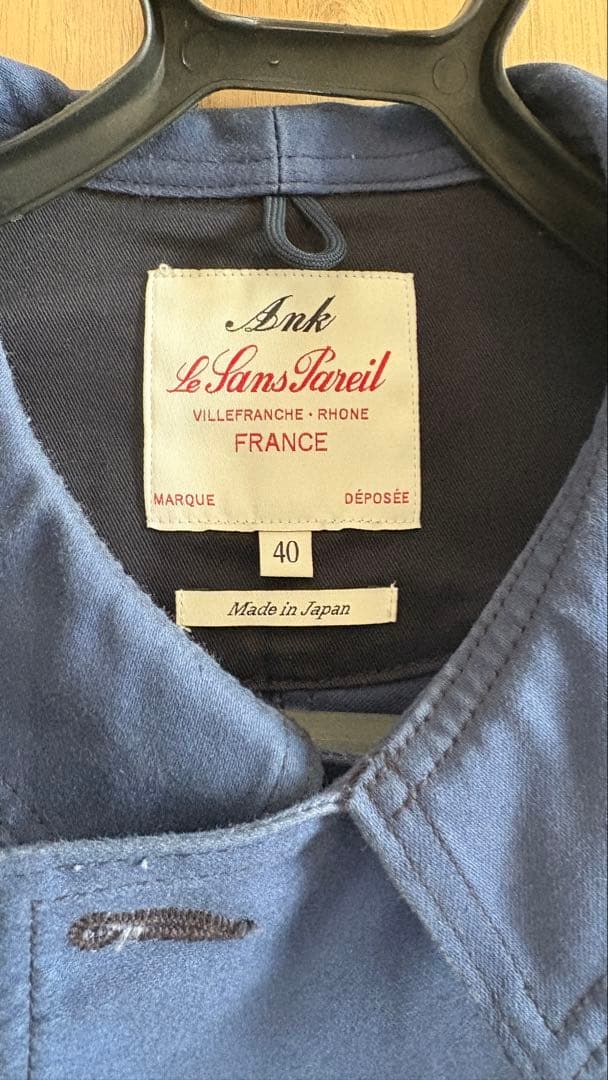 Ank
Le Sans Pareil
VILLEFRANCHE · RHONE
FRANCE
MARQUE DÉPOSÉE
40
Made in Japan